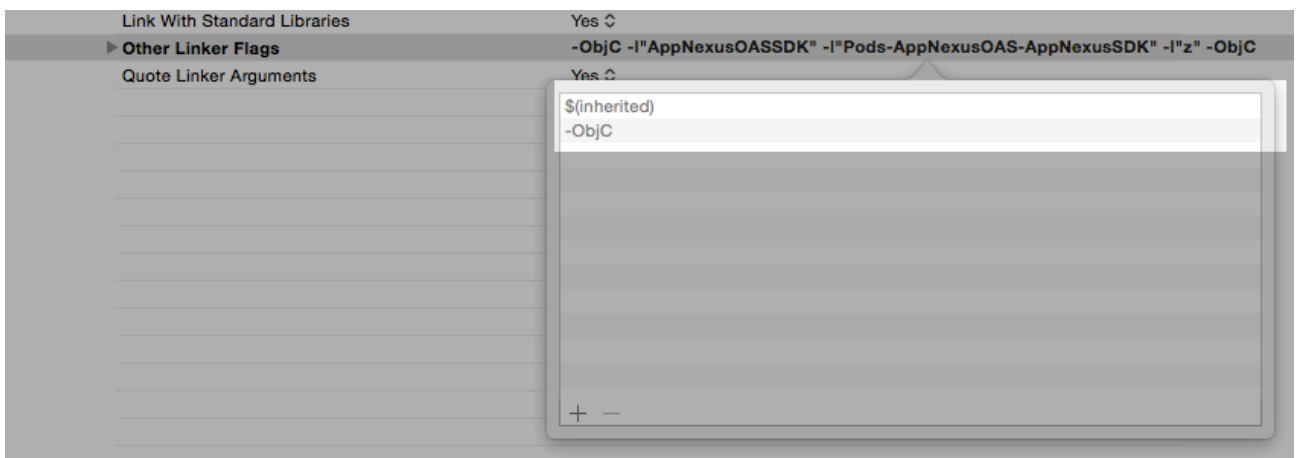 Link With Standard Libraries Yes
Other Linker Flags -ObjC -l"AppNexusOASSDK" -l"Pods-AppNexusOAS-AppNexusSDK" -l"z" -ObjC
Quote Linker Arguments Yes
$(inherited)
-ObjC